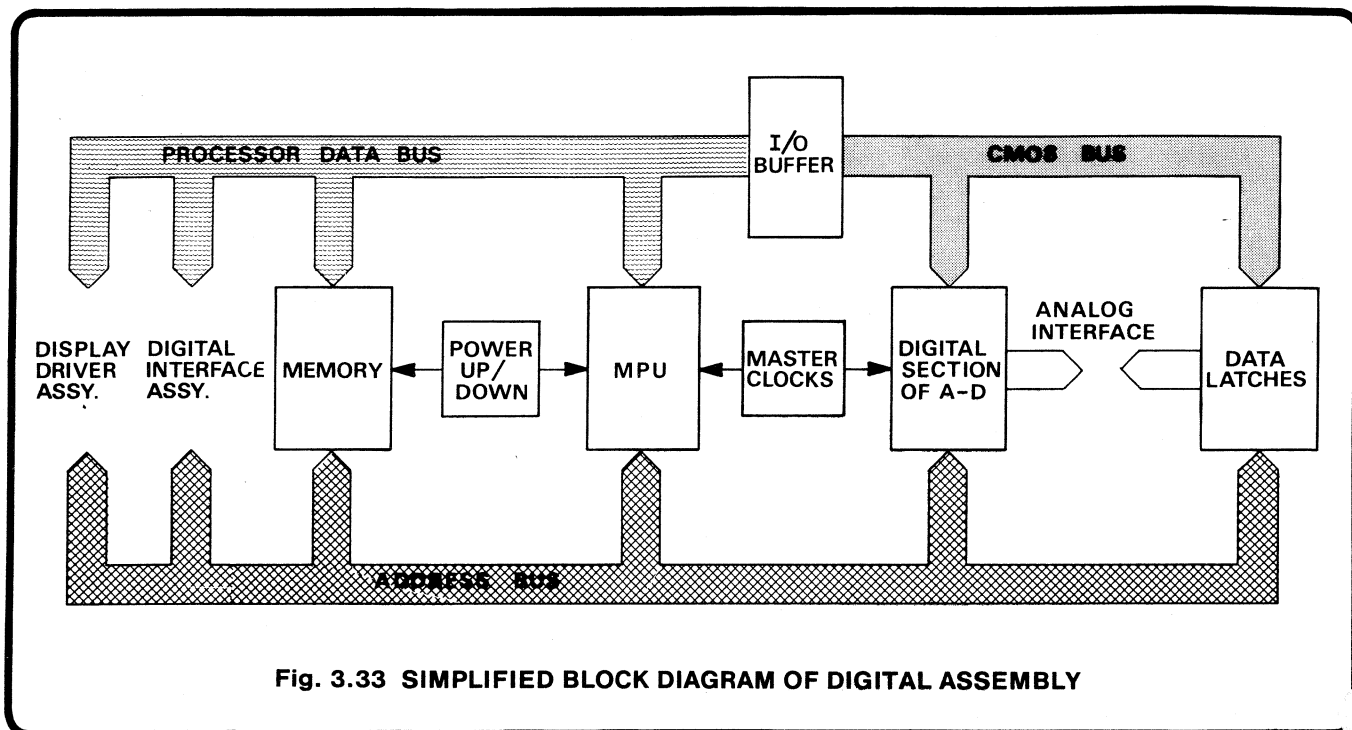 PROCESSOR DATA BUS
I/O
BUFFER
CMOS BUS
DISPLAY
DRIVER
ASSY.
DIGITAL
INTERFACE
ASSY.
MEMORY
POWER
UP/
DOWN
MPU
MASTER
CLOCKS
DIGITAL
SECTION
OF A-D
ANALOG
INTERFACE
DATA
LATCHES
ADDRESS BUS
Fig. 3.33 SIMPLIFIED BLOCK DIAGRAM OF DIGITAL ASSEMBLY